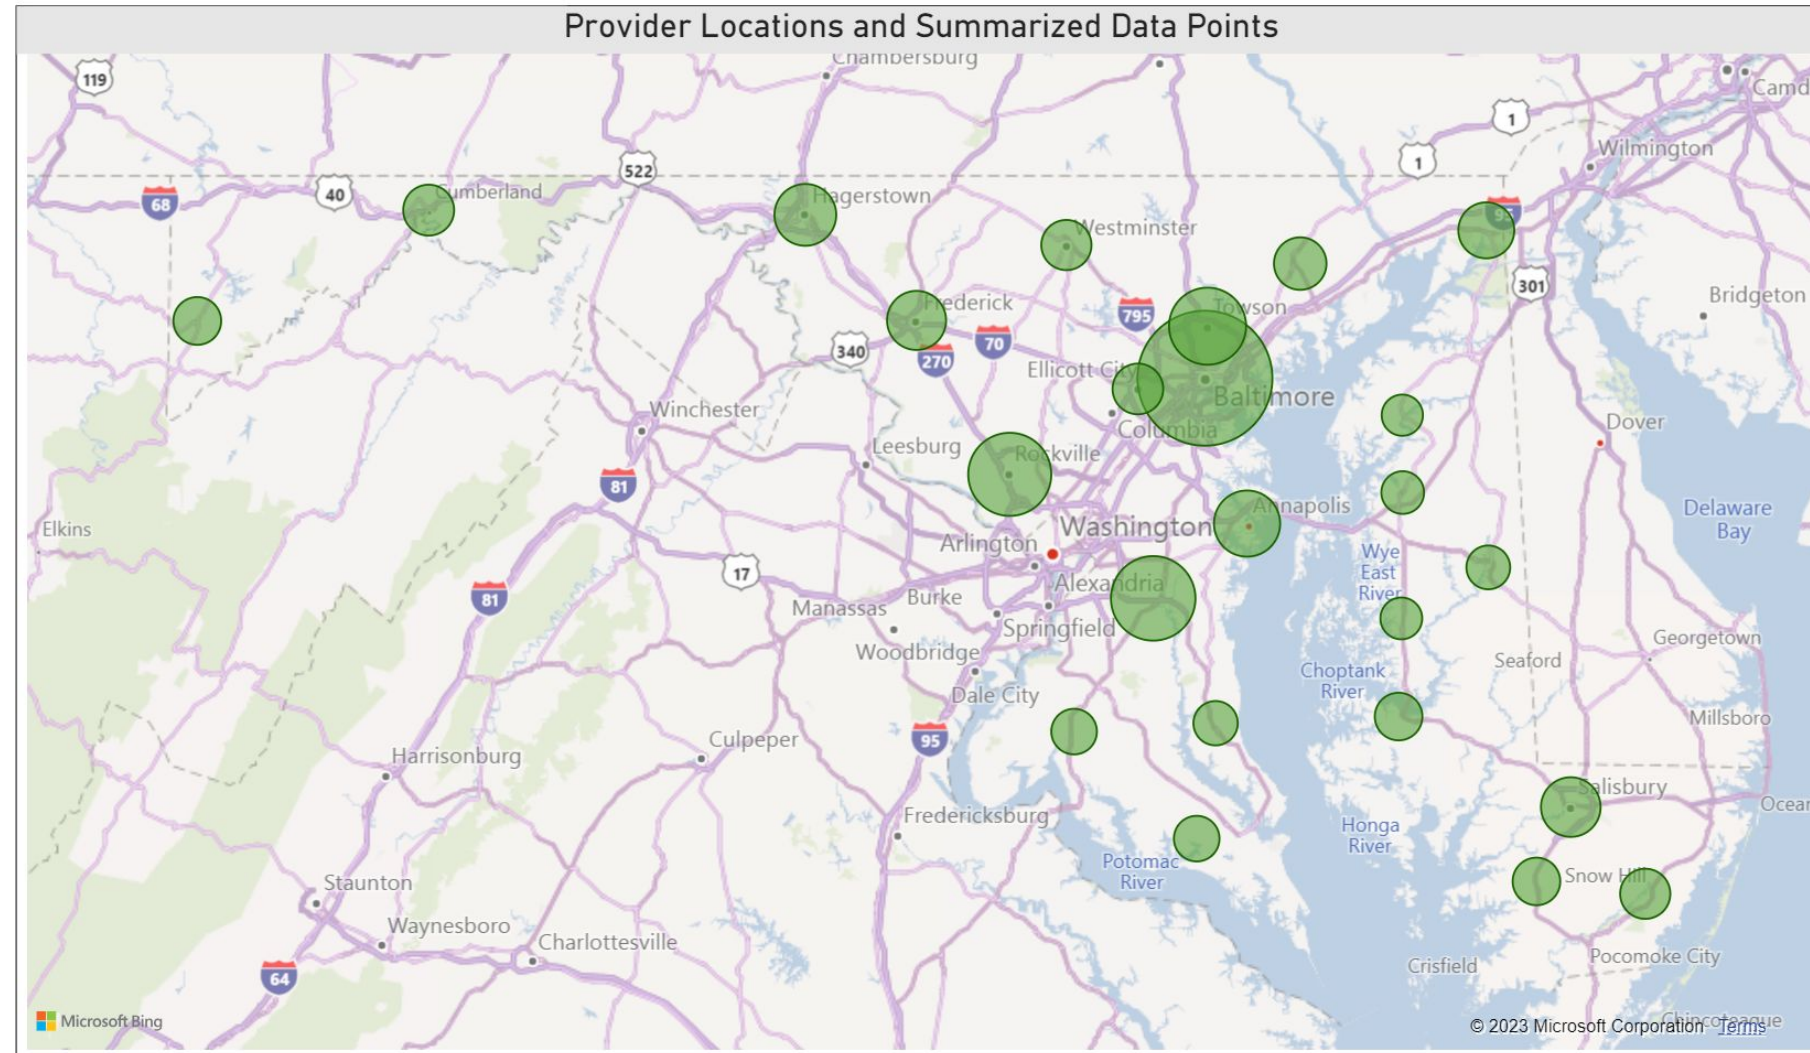 Provider Locations and Summarized Data Points
Chambersburg
119
Camd
1
Wilmington
1
522
40
Cumberland
68
Hagerstown
95
Westminster
301
Bridgeton
Frederick
Towson
795
70
340
270
Ellicott City
Baltimore
Winchester
Columbia
Dover
Leesburg
Rockville
81
Annapolis
Delaware
Bay
Elkins
Washington
Arlington
Wye
East
River
17
Alexandria
81
Burke
Manassas
Springfield
Georgetown
Woodbridge
Seaford
Choptank
River
Dale City
Millsboro
95
Culpeper
Harrisonburg
Salisbury
Ocean
Fredericksburg
Honga
River
Potomac
River
Snow Hill
Staunton
Waynesboro
Charlottesville
Pocomoke City
Crisfield
64
Microsoft Bing
Chincoteague
© 2023 Microsoft Corporation Terms